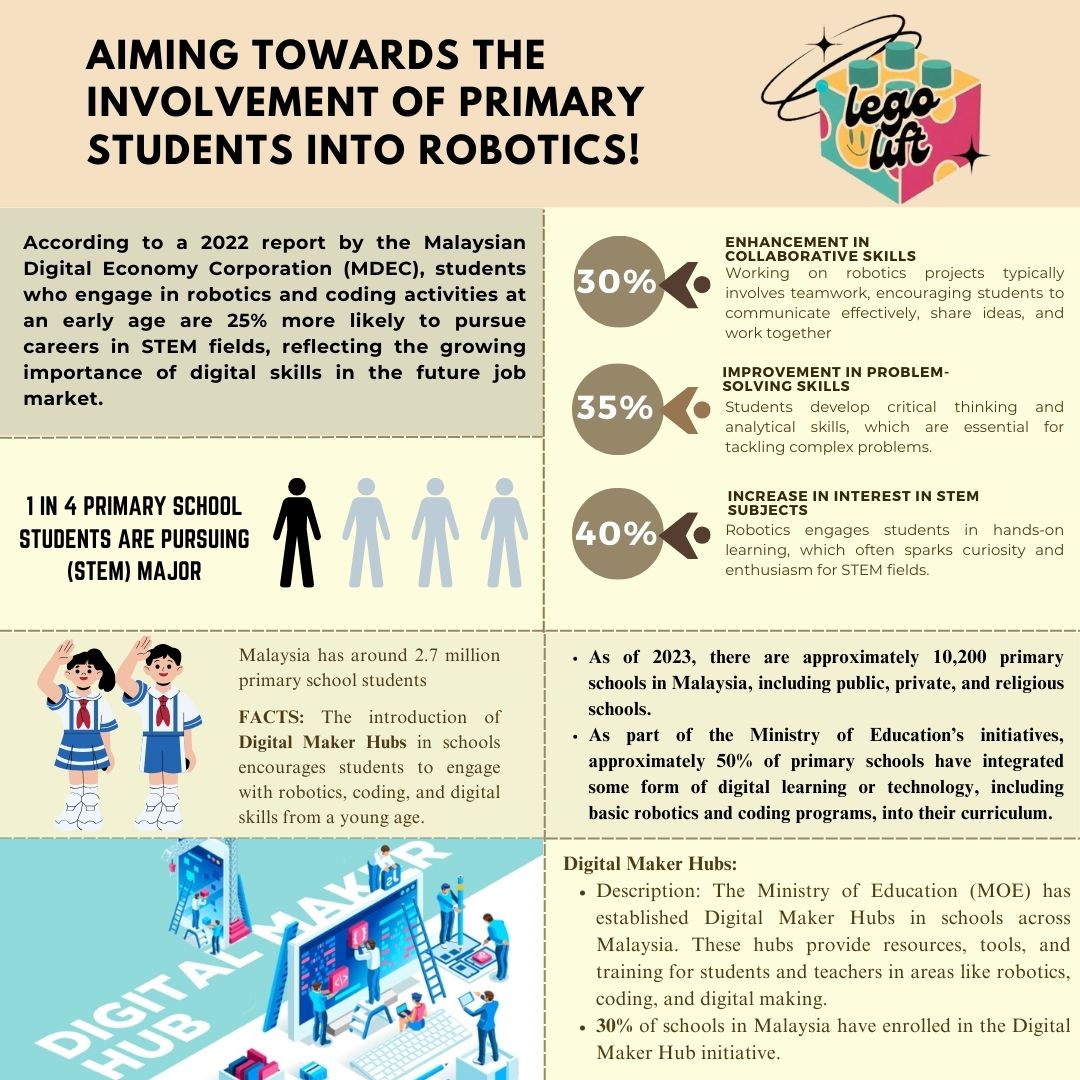 AIMING TOWARDS THE
INVOLVEMENT OF PRIMARY
STUDENTS INTO ROBOTICS!
lego
lift
According to a 2022 report by the Malaysian
Digital Economy Corporation (MDEC), students
who engage in robotics and coding activities at
an early age are 25% more likely to pursue
careers in STEM fields, reflecting the growing
importance of digital skills in the future job
market.
1 IN 4 PRIMARY SCHOOL
STUDENTS ARE PURSUING
(STEM) MAJOR
30%
ENHANCEMENT IN
COLLABORATIVE SKILLS
Working on robotics projects typically
involves teamwork, encouraging students to
communicate effectively, share ideas, and
work together
35%
IMPROVEMENT IN PROBLEM-
SOLVING SKILLS
Students develop critical thinking and
analytical skills, which are essential for
tackling complex problems.
40%
INCREASE IN INTEREST IN STEM
SUBJECTS
Robotics engages students in hands-on
learning, which often sparks curiosity and
enthusiasm for STEM fields.
Malaysia has around 2.7 million
primary school students
FACTS: The introduction of
Digital Maker Hubs in schools
encourages students to engage
with robotics, coding, and digital
skills from a young age.
• As of 2023, there are approximately 10,200 primary
schools in Malaysia, including public, private, and religious
schools.
• As part of the Ministry of Education’s initiatives,
approximately 50% of primary schools have integrated
some form of digital learning or technology, including
basic robotics and coding programs, into their curriculum.
DIGITAL MAKER
HUB
Digital Maker Hubs:
• Description: The Ministry of Education (MOE) has
established Digital Maker Hubs in schools across
Malaysia. These hubs provide resources, tools, and
training for students and teachers in areas like robotics,
coding, and digital making.
• 30% of schools in Malaysia have enrolled in the Digital
Maker Hub initiative.